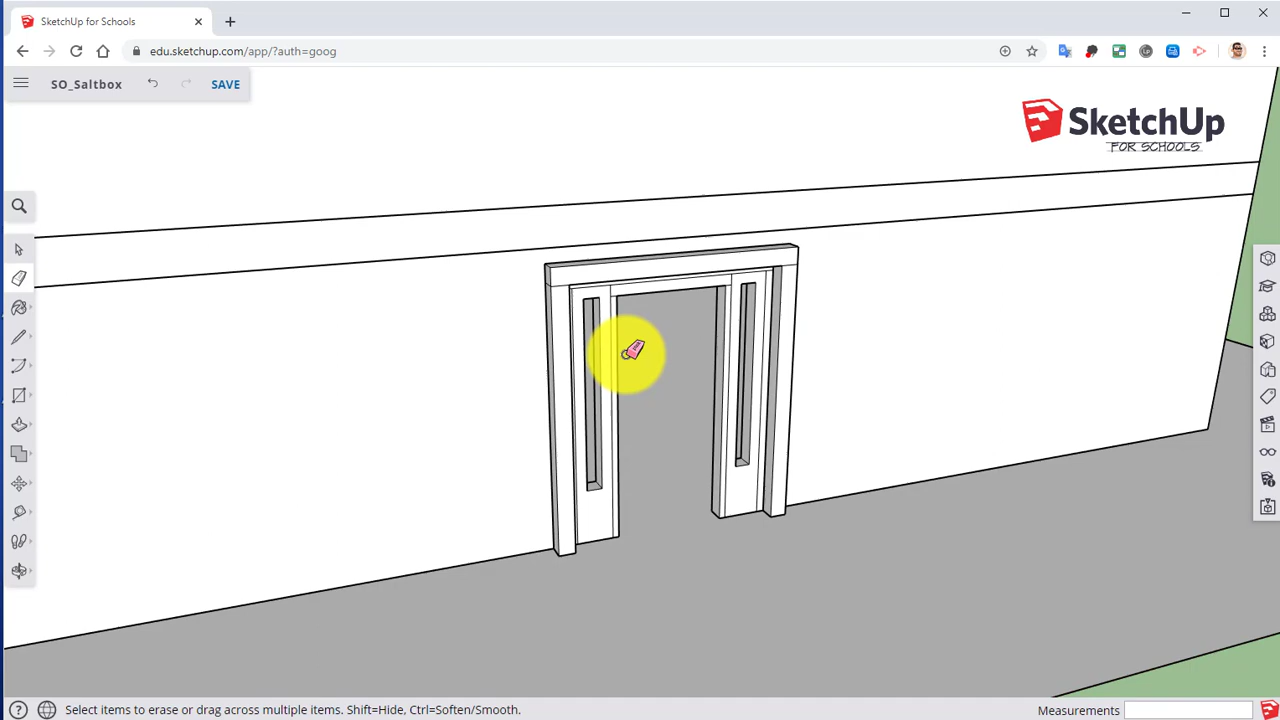 SketchUp for Schools
edu.sketchup.com/app/?auth=goog
SO_Saltbox
SAVE
SketchUp
FOR SCHOOLS
Select items to erase or drag across multiple items. Shift=Hide, Ctrl=Soften/Smooth.
Measurements